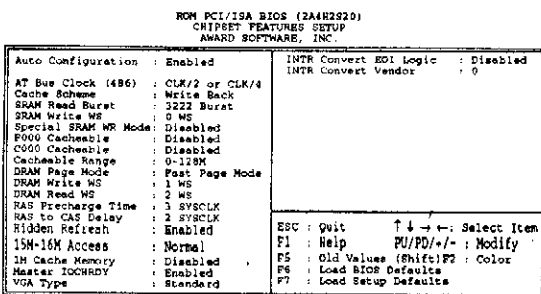 ROM PCI/ISA BIOS (2A4H2S20)
CHIPSET FEATURES SETUP
AWARD SOFTWARE, INC.
Auto Configuration : Enabled
AT Bus Clock (486) : CLK/2 or CLK/4
Cache Scheme : Write Back
SRAM Read Burst : 3222 Burst
SRAM Write WS : 0 WS
Special SRAM WR Mode: Disabled
F000 Cacheable : Disabled
C000 Cacheable : Disabled
Cacheable Range : 0-128M
DRAM Page Mode : Fast Page Mode
DRAM Write WS : 1 WS
DRAM Read WS : 2 WS
RAS Precharge Time : 3 SYSCLK
RAS to CAS Delay : 2 SYSCLK
Hidden Refresh : Enabled
15M-16M Access : Normal
1M Cache Memory : Disabled
Master IOCHRDY : Enabled
VGA Type : Standard
INTR Convert EOI Logic : Disabled
INTR Convert Vendor : 0
ESC : Quit ↑↓→←: Select Item
F1 : Help PU/PD/+/- : Modify
F5 : Old Values (Shift)F2 : Color
F6 : Load BIOS Defaults
F7 : Load Setup Defaults